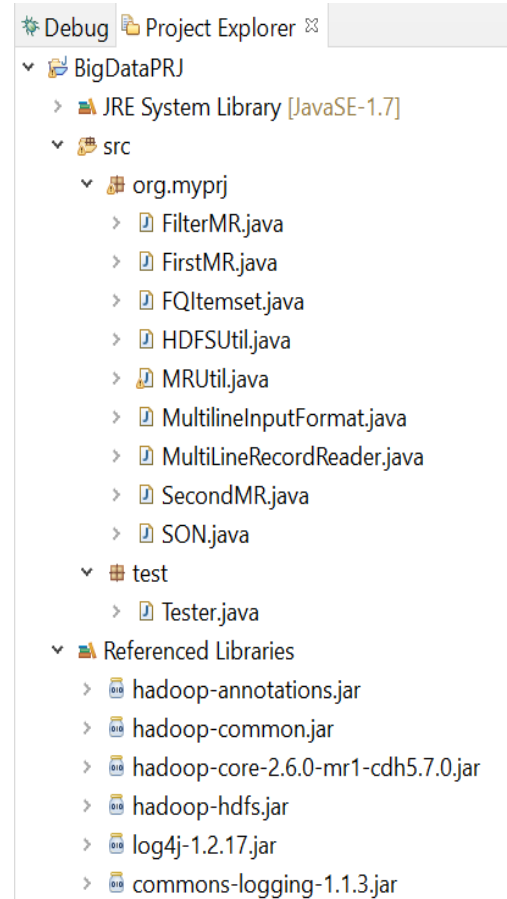 Debug Project Explorer
BigDataPRJ
JRE System Library [JavaSE-1.7]
src
org.myprj
FilterMR.java
FirstMR.java
FQItemset.java
HDFSUtil.java
MRUtil.java
MultilineInputFormat.java
MultiLineRecordReader.java
SecondMR.java
SON.java
test
Tester.java
Referenced Libraries
hadoop-annotations.jar
hadoop-common.jar
hadoop-core-2.6.0-mr1-cdh5.7.0.jar
hadoop-hdfs.jar
log4j-1.2.17.jar
commons-logging-1.1.3.jar